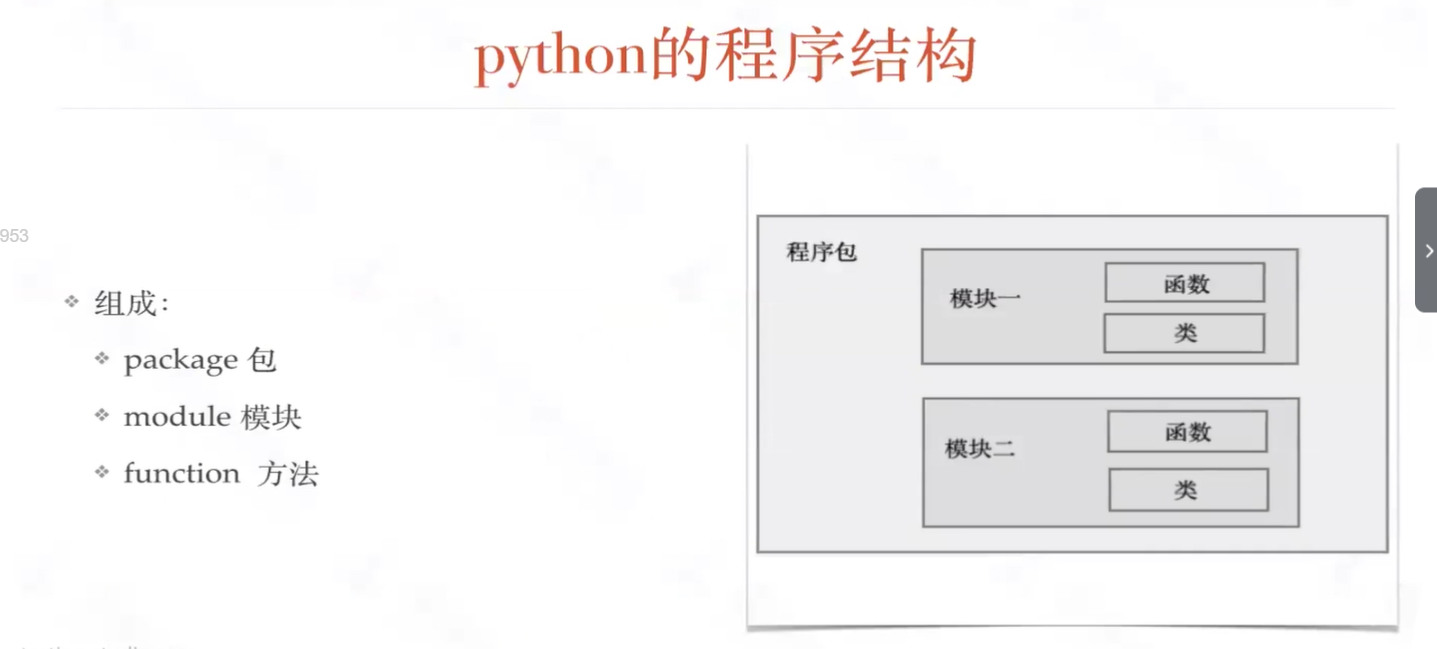 python的程序结构
953
组成：
package 包
module 模块
function 方法
程序包
模块一
函数
类
模块二
函数
类